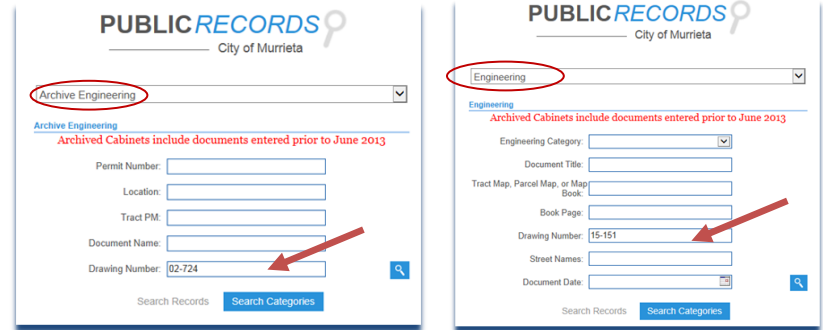 PUBLIC RECORDS
City of Murrieta
Archive Engineering
Archive Engineering
Archived Cabinets include documents entered prior to June 2013
Permit Number:
Location:
Tract PM:
Document Name:
Drawing Number: 02-724
Search Records Search Categories
PUBLIC RECORDS
City of Murrieta
Engineering
Engineering
Archived Cabinets include documents entered prior to June 2013
Engineering Category:
Document Title:
Tract Map, Parcel Map, or Map
Book:
Book Page:
Drawing Number: 15-151
Street Names:
Document Date:
Search Records Search Categories